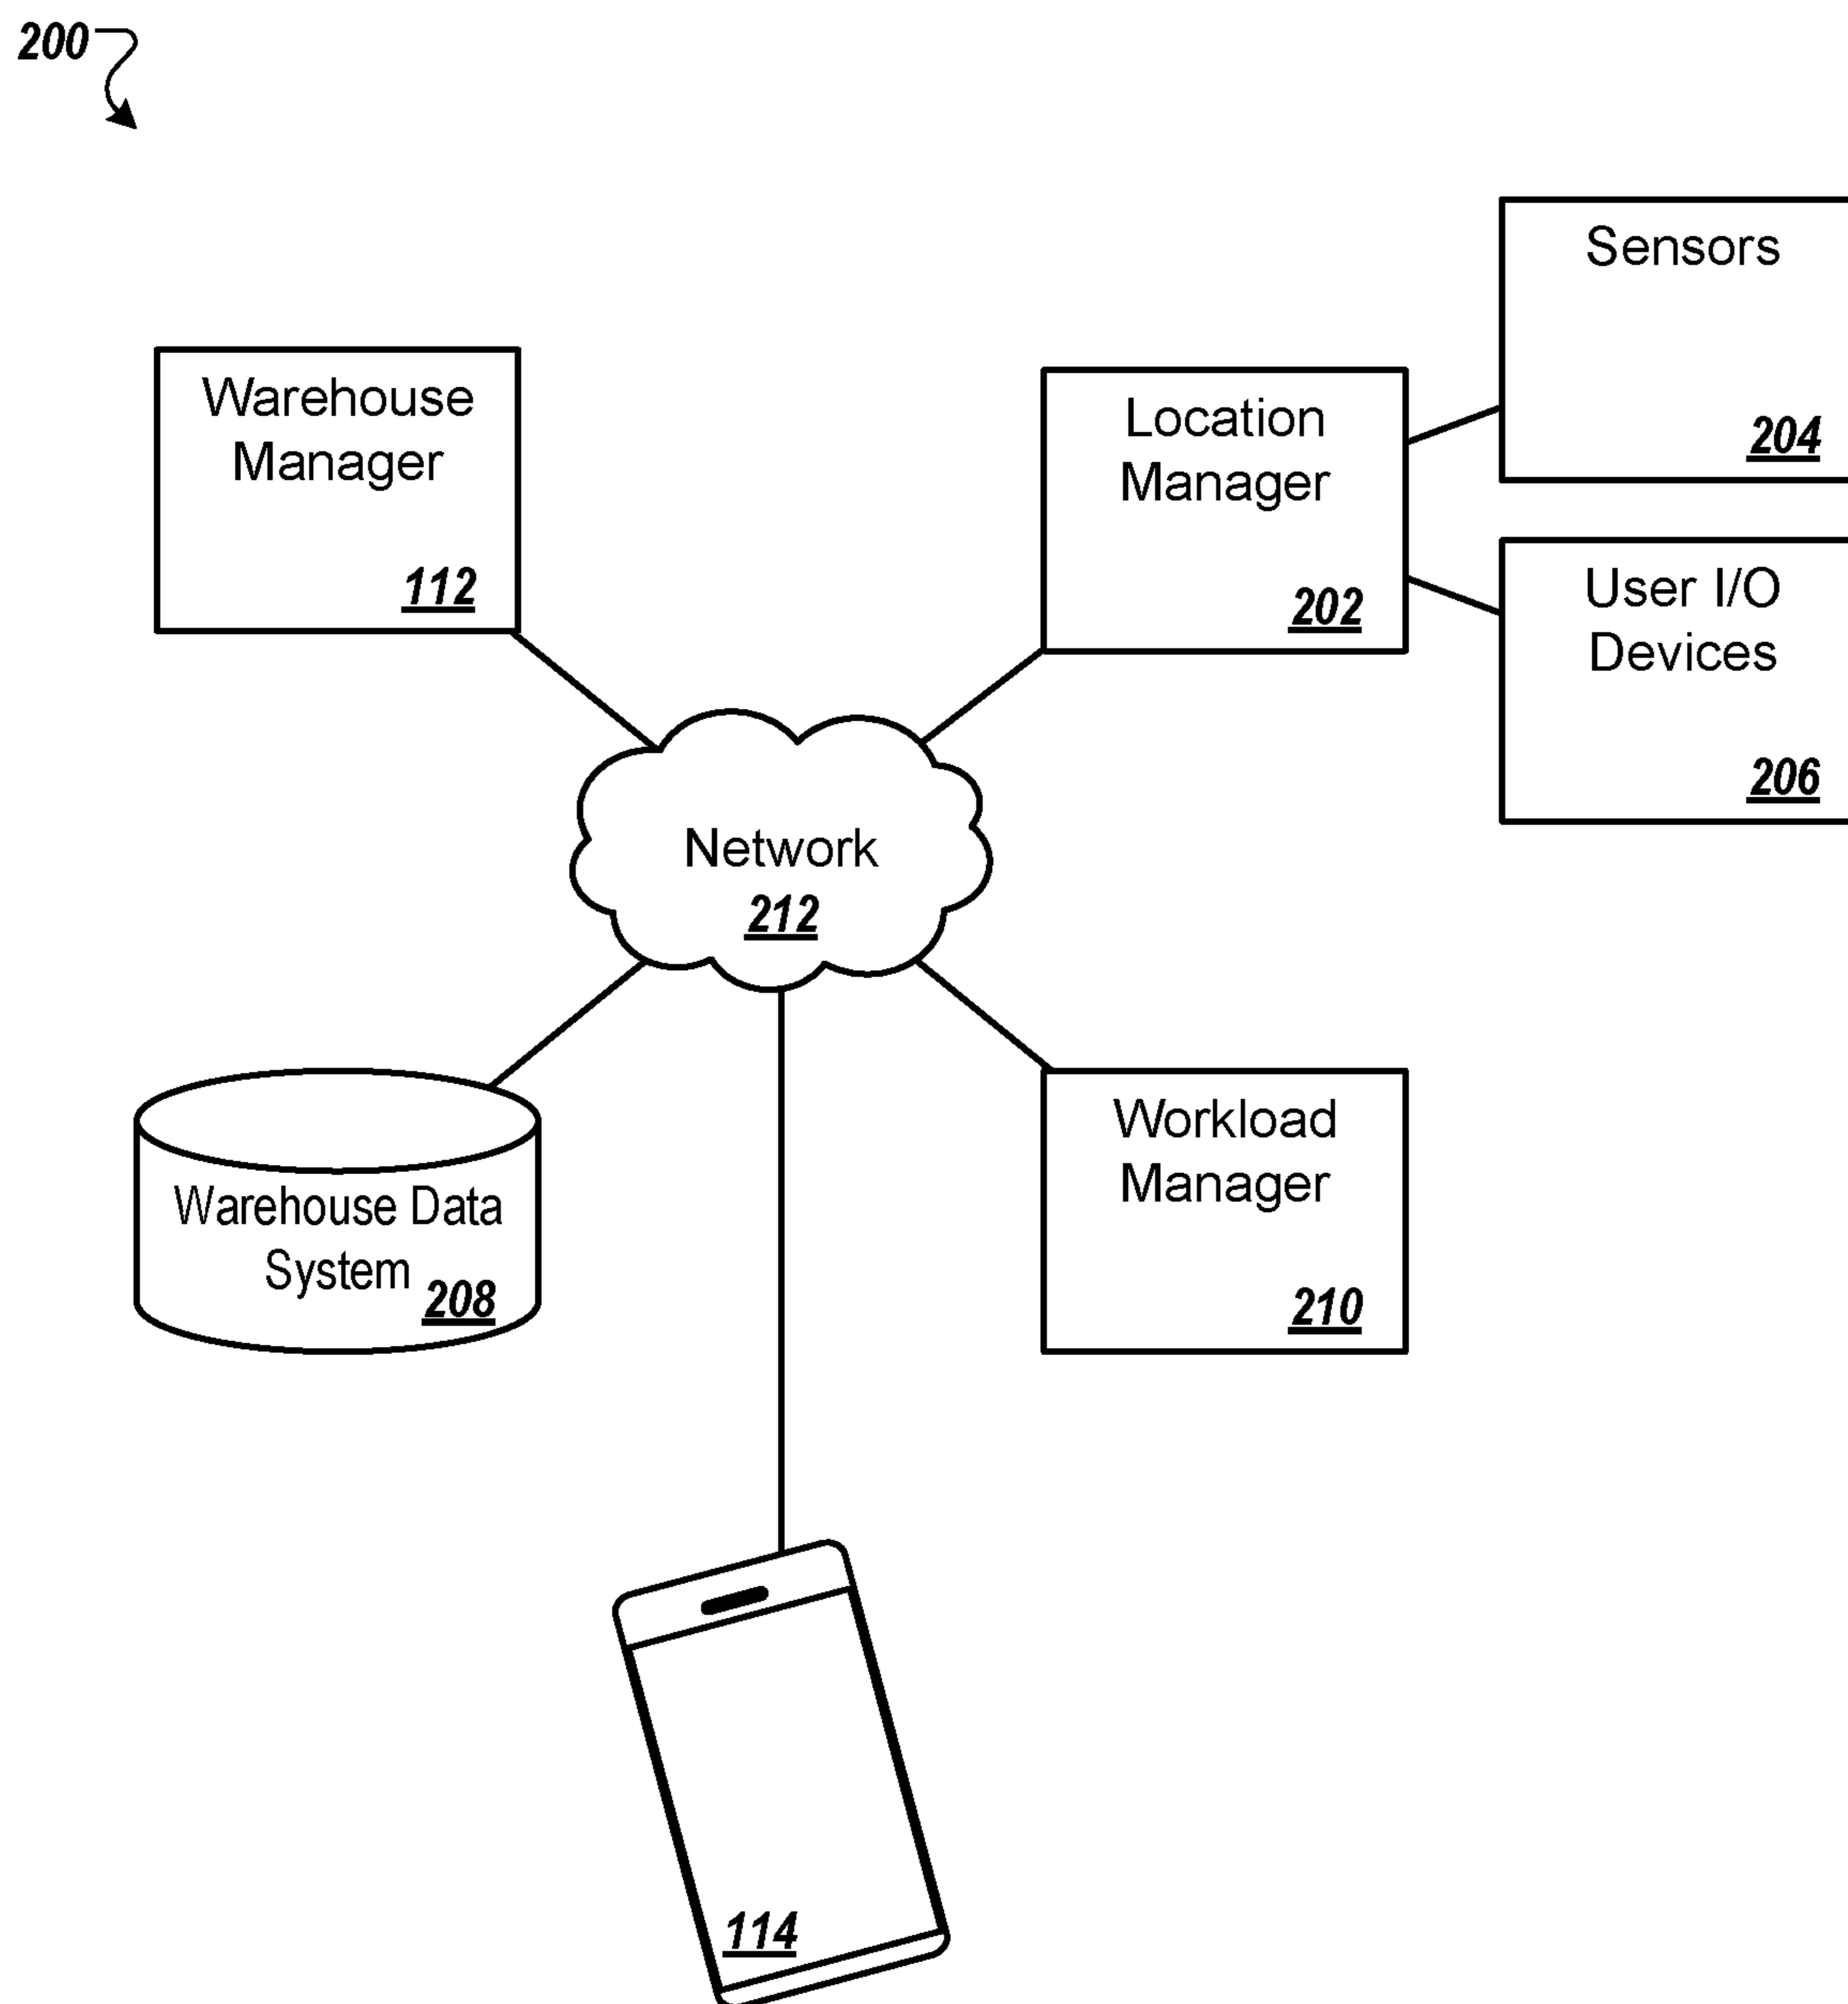 200
Sensors
204
Warehouse
Manager
112
Location
Manager
202
User I/O
Devices
206
Network
212
Warehouse Data
System 208
Workload
Manager
210
114